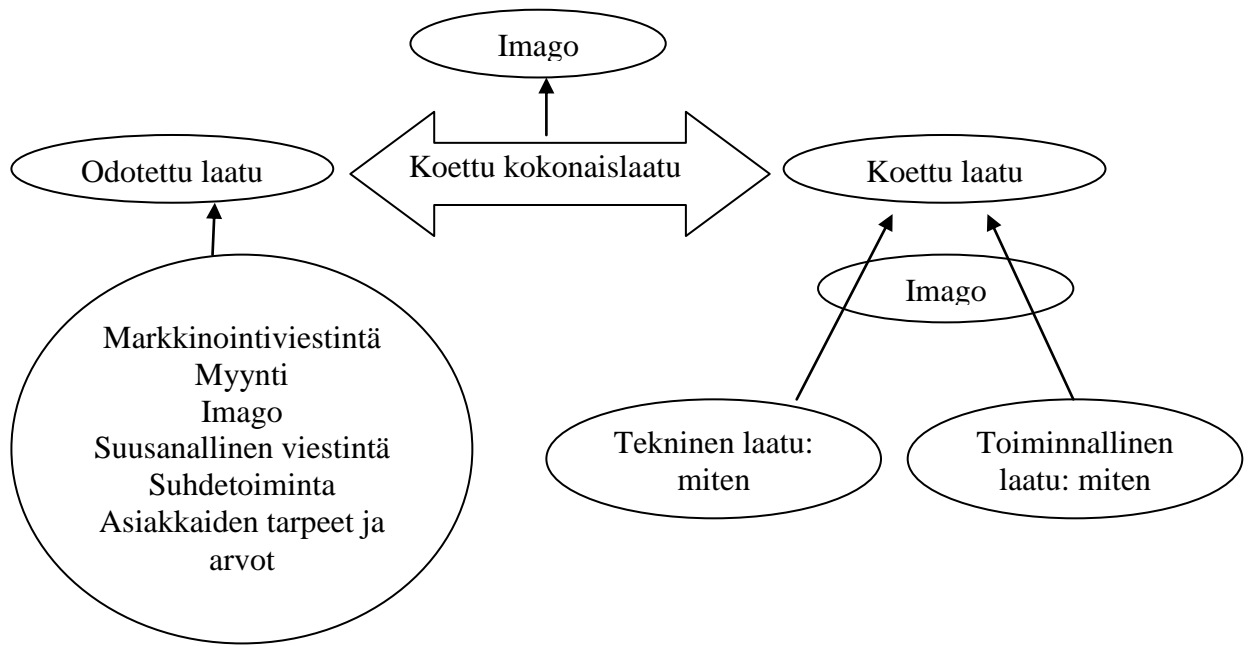 Imago
Odotettu laatu
Koettu kokonaislaatu
Koettu laatu
Imago
Markkinointiviestintä
Myynti
Imago
Suusanallinen viestintä
Suhdetoiminta
Asiakkaiden tarpeet ja
arvot
Tekninen laatu:
miten
Toiminnallinen
laatu: miten